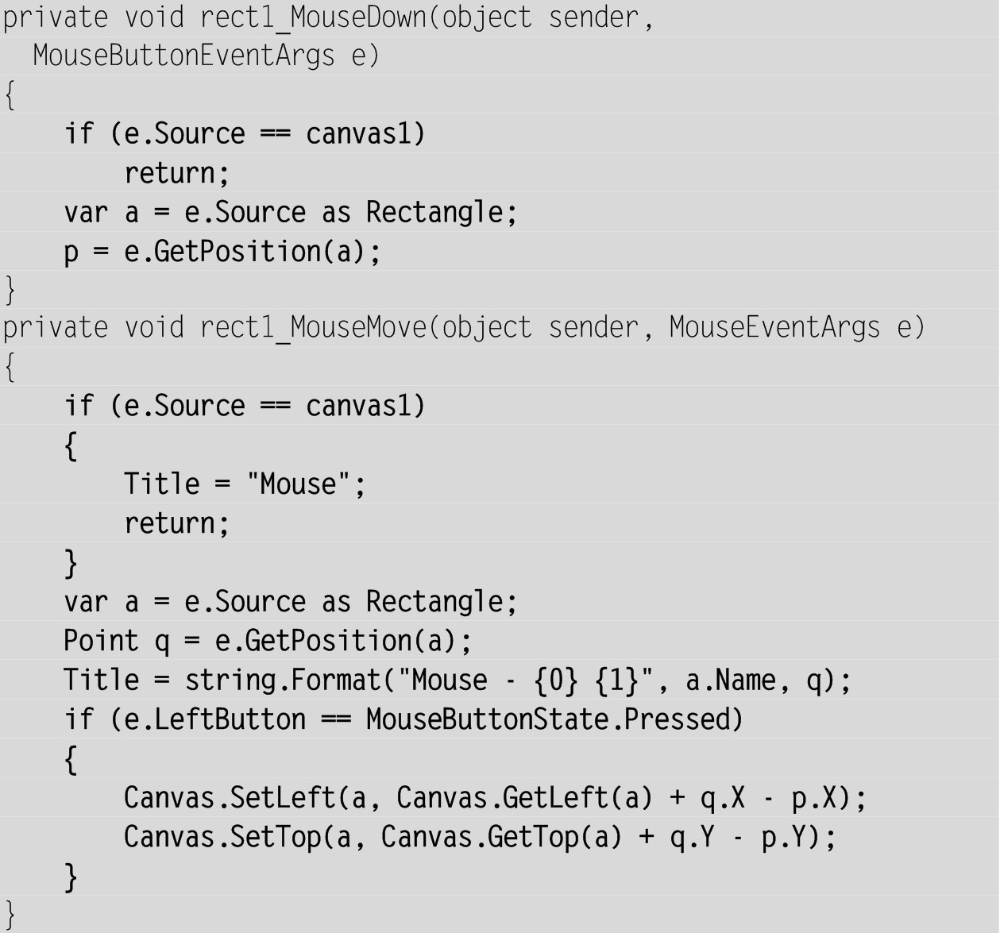 private void rect1_MouseDown(object sender,
  MouseButtonEventArgs e)
{
    if (e.Source == canvas1)
        return;
    var a = e.Source as Rectangle;
    p = e.GetPosition(a);
}
private void rect1_MouseMove(object sender, MouseEventArgs e)
{
    if (e.Source == canvas1)
    {
        Title = "Mouse";
        return;
    }
    var a = e.Source as Rectangle;
    Point q = e.GetPosition(a);
    Title = string.Format("Mouse - {0} {1}", a.Name, q);
    if (e.LeftButton == MouseButtonState.Pressed)
    {
        Canvas.SetLeft(a, Canvas.GetLeft(a) + q.X - p.X);
        Canvas.SetTop(a, Canvas.GetTop(a) + q.Y - p.Y);
    }
}